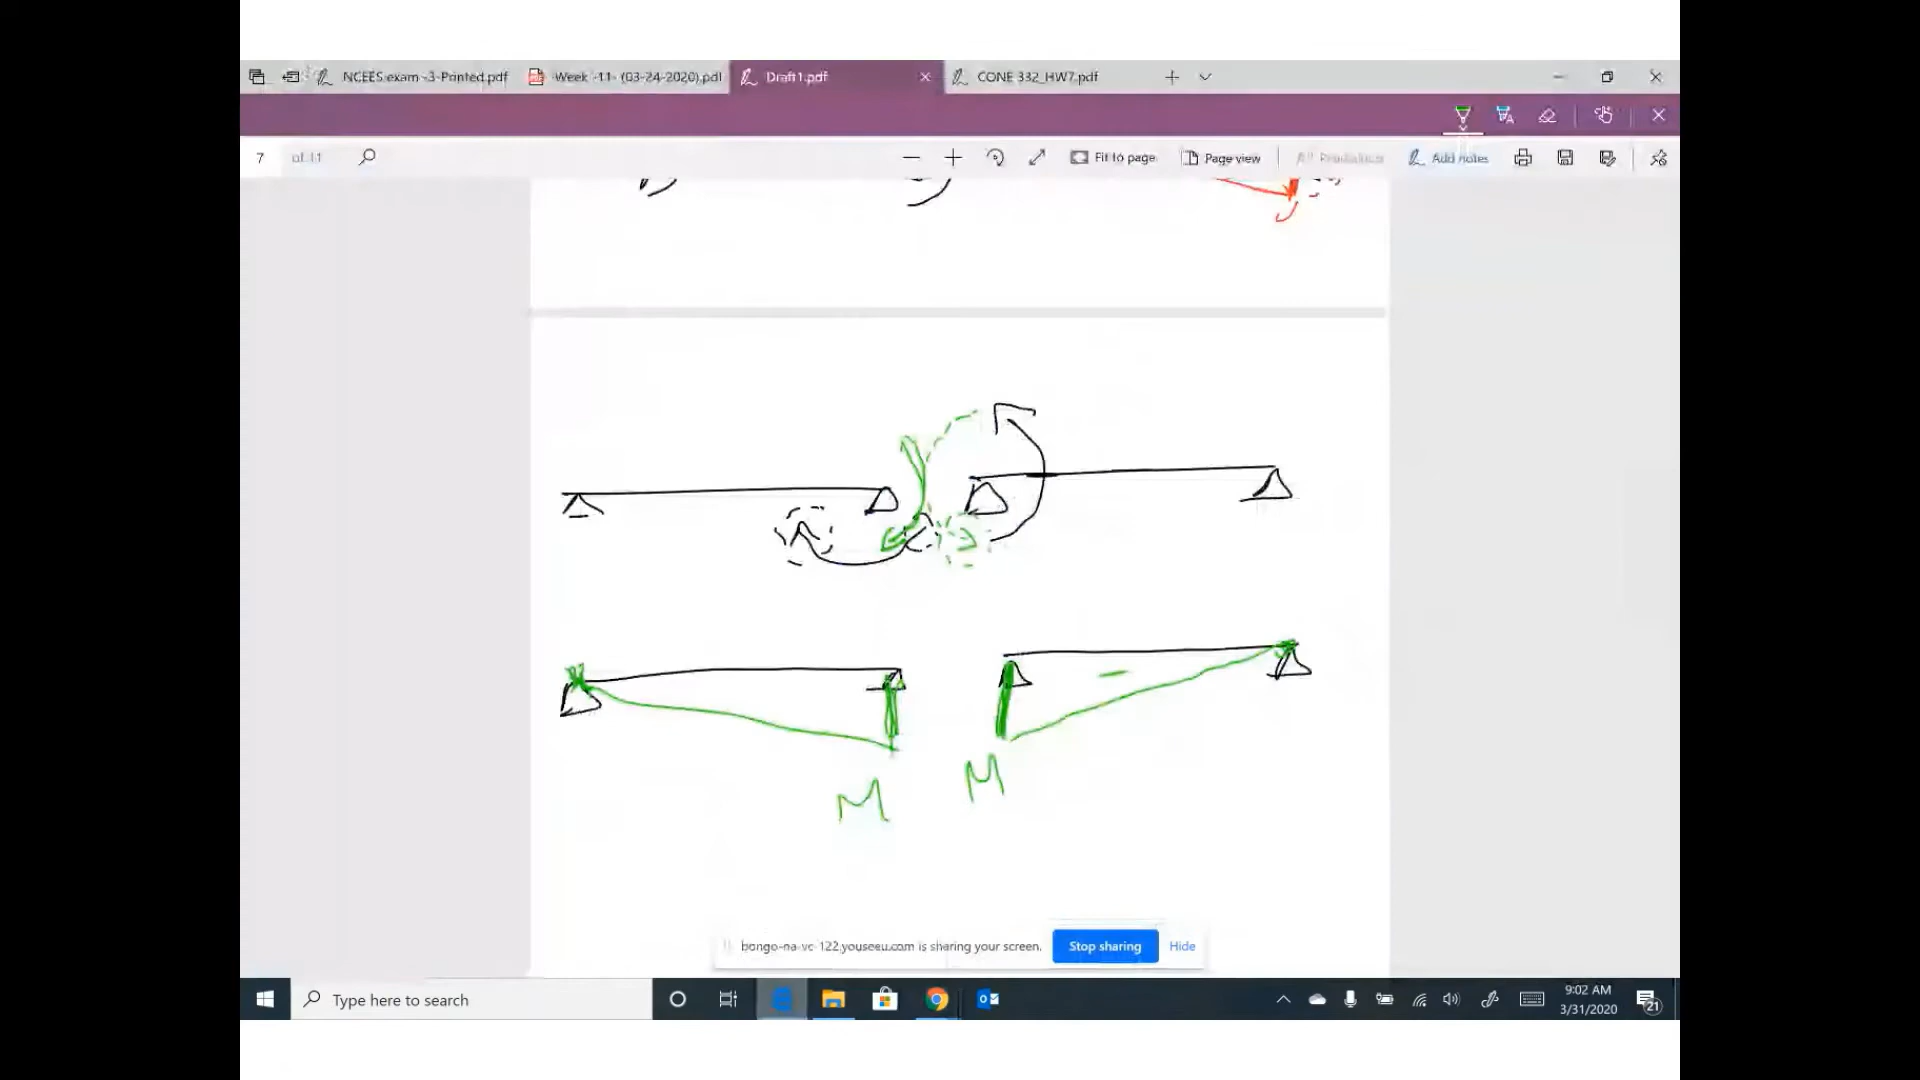 NCEES exam -3-Printed.pdf
Week -11- (03-24-2020).pdf
Draft1.pdf
CONE 332_HW7.pdf
7 of 11
Fit to page
Page view
Add notes
M
M
bongo-na-vc-122.youseeu.com is sharing your screen.
Stop sharing
Hide
Type here to search
9:02 AM
3/31/2020
21